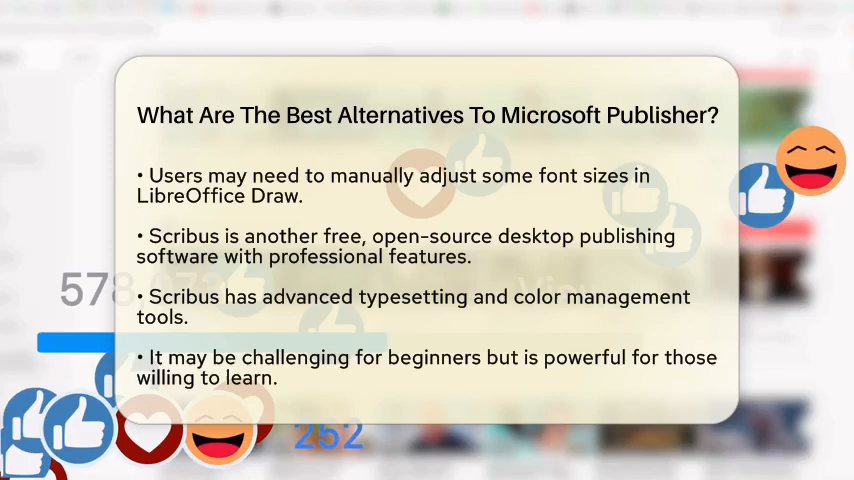 What Are The Best Alternatives To Microsoft Publisher?
• Users may need to manually adjust some font sizes in
LibreOffice Draw.
• Scribus is another free, open-source desktop publishing
software with professional features.
• Scribus has advanced typesetting and color management
tools.
• It may be challenging for beginners but is powerful for those
willing to learn.
252